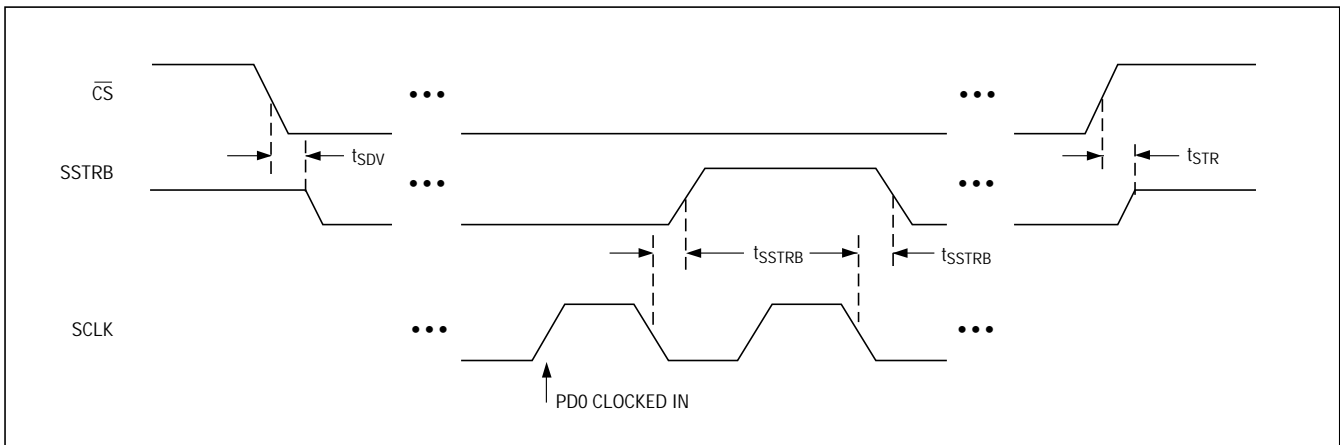 CS
tSDV
SSTRB
tSTR
tSSTRB
tSSTRB
SCLK
PD0 CLOCKED IN